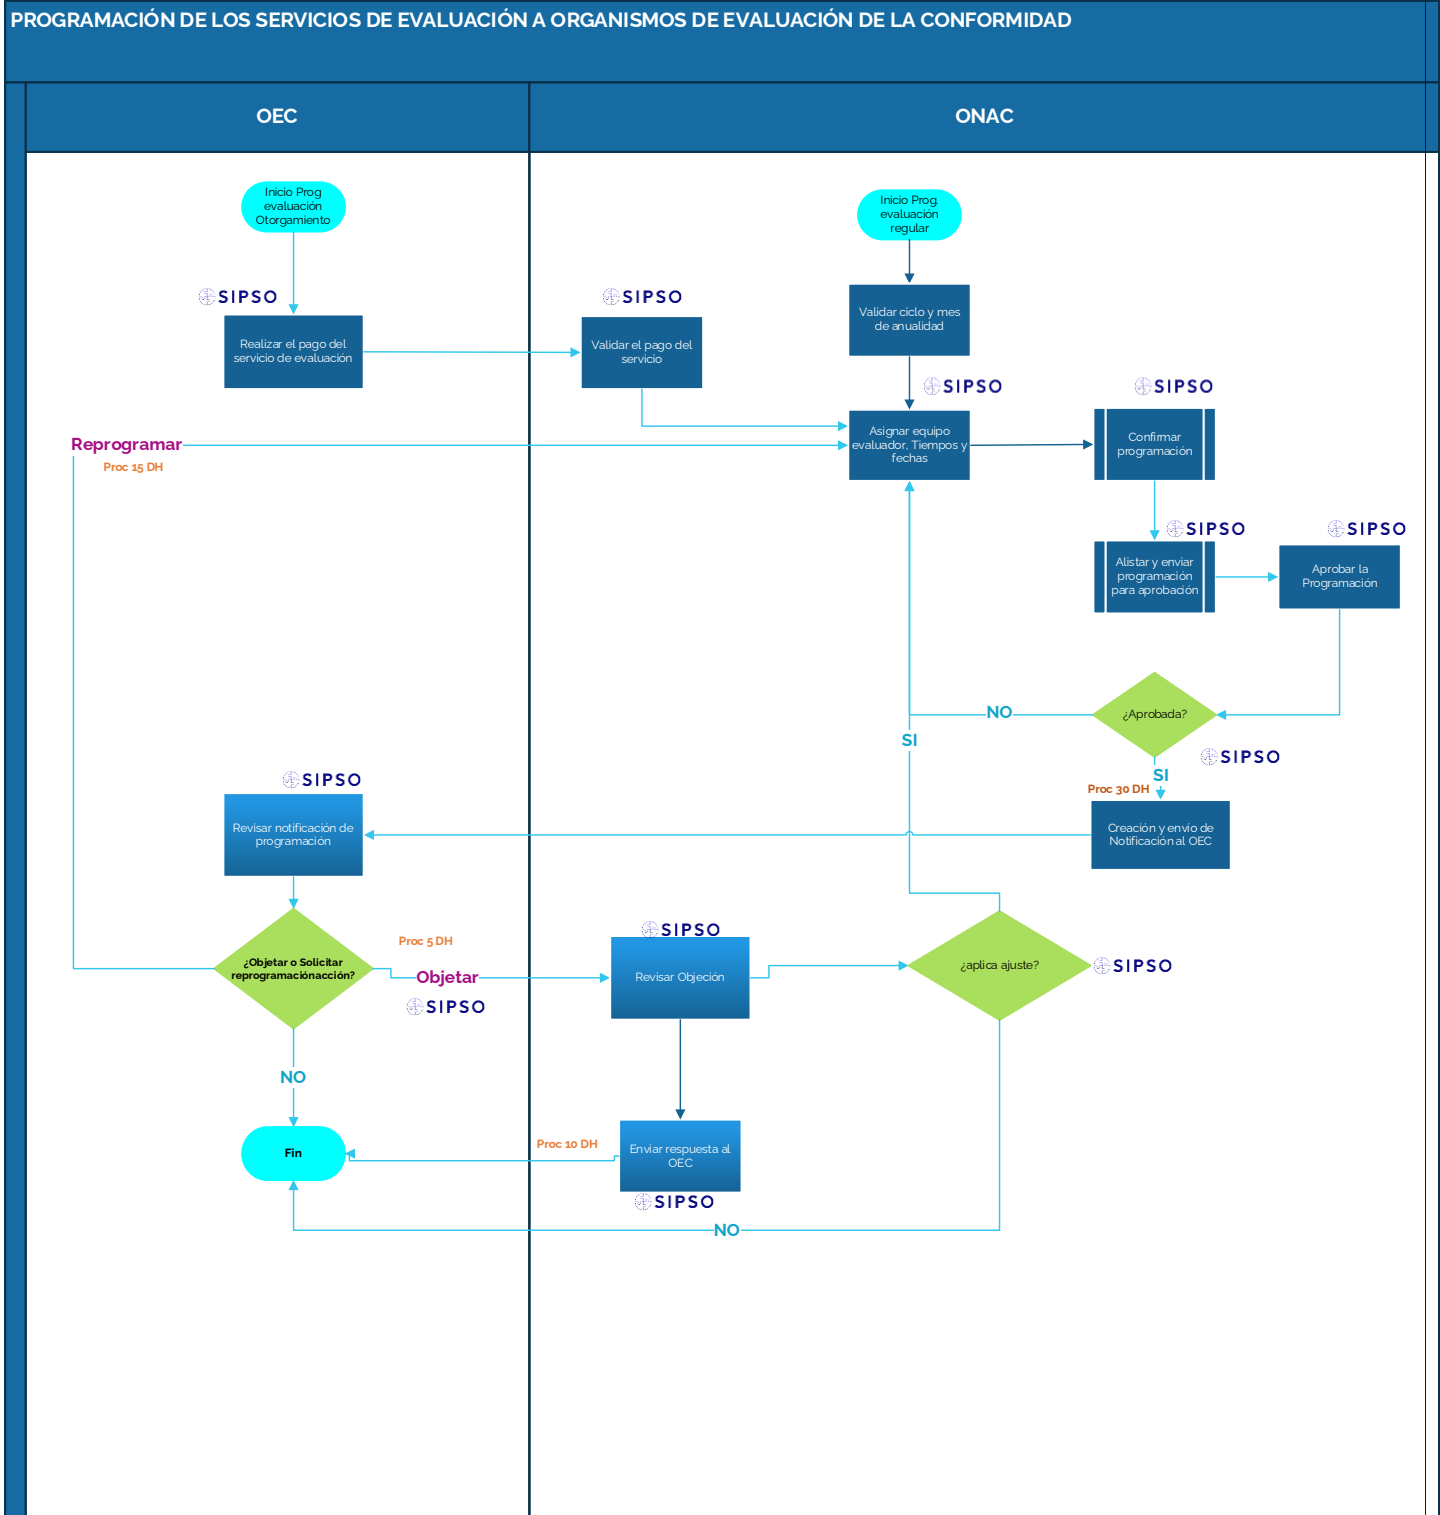 PROGRAMACIÓN DE LOS SERVICIOS DE EVALUACIÓN A ORGANISMOS DE EVALUACIÓN DE LA CONFORMIDAD
OEC
ONAC
Inicio Prog
evaluación
Otorgamiento
Inicio Prog.
evaluación
regular
SIPSO
SIPSO
Validar ciclo y mes
de anualidad
Realizar el pago del
servicio de evaluación
Validar el pago del
servicio
SIPSO
SIPSO
Reprogramar
Proc 15 DH
Asignar equipo
evaluador, Tiempos y
fechas
Confirmar
programación
SIPSO
SIPSO
Alistar y enviar
programación
para aprobación
Aprobar la
Programación
NO
¿Aprobada?
SI
SIPSO
SI
Proc 30 DH
SIPSO
Revisar notificación de
programación
Creación y envío de
Notificación al OEC
SIPSO
Proc 5 DH
¿Objetar o Solicitar
reprogramaciónacción?
Objetar
SIPSO
Revisar Objeción
¿aplica ajuste?
SIPSO
NO
Proc 10 DH
Fin
Enviar respuesta al
OEC
SIPSO
NO